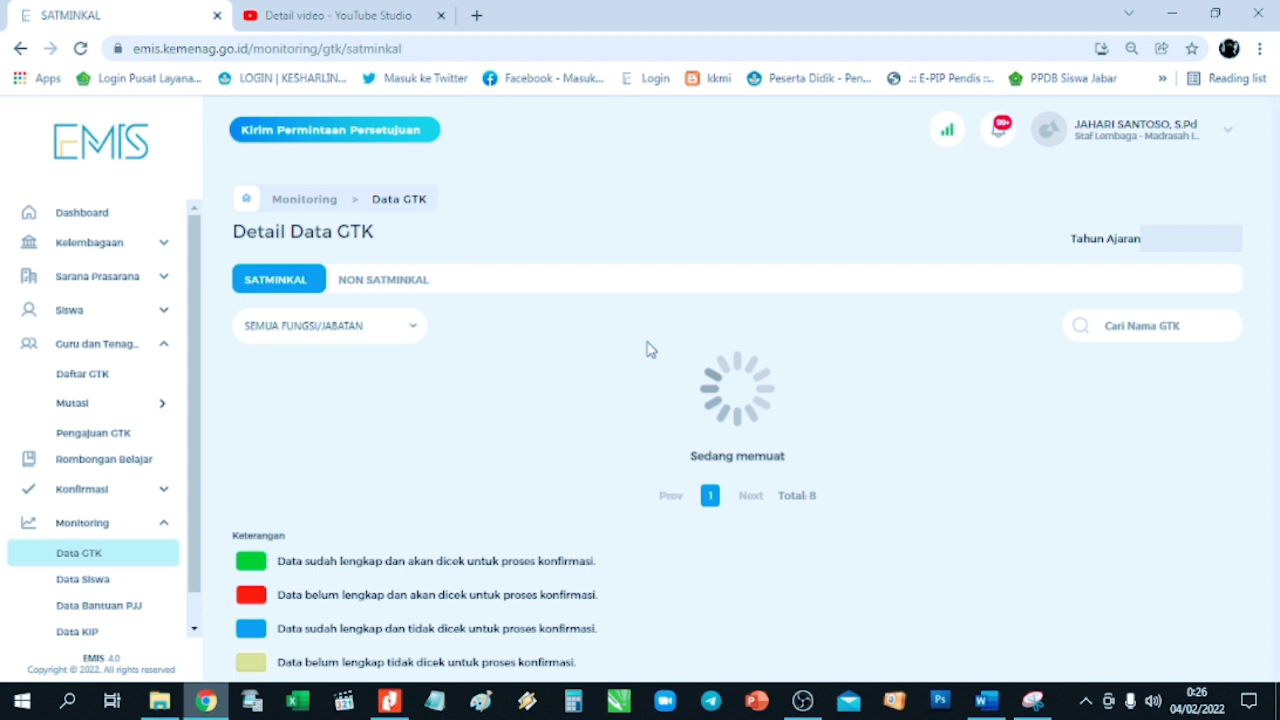 SATMINKAL
Detail video - YouTube Studio
emis.kemenag.go.id/monitoring/gtk/satminkal
Apps
Login Pusat Layana...
LOGIN | KESHARLIN...
Masuk ke Twitter
Facebook - Masuk...
Login
kkmi
Peserta Didik - Pen...
.:: E-PIP Pendis ::..
PPDB Siswa Jabar
»
Reading list
EMIS
Kirim Permintaan Persetujuan
99+
JAHARI SANTOSO, S.Pd
Staf Lembaga - Madrasah I...
Dashboard
Kelembagaan
Sarana Prasarana
Siswa
Guru dan Tenag...
Daftar GTK
Mutasi
Pengajuan GTK
Rombongan Belajar
Konfirmasi
Monitoring
Data GTK
Data Siswa
Data Bantuan PJJ
Data KIP
EMIS 4.0
Copyright © 2022. All rights reserved
Monitoring > Data GTK
Detail Data GTK
Tahun Ajaran
SATMINKAL
NON SATMINKAL
SEMUA FUNGSI/JABATAN
Cari Nama GTK
Sedang memuat
Prev 1 Next Total: 8
Keterangan
Data sudah lengkap dan akan dicek untuk proses konfirmasi.
Data belum lengkap dan akan dicek untuk proses konfirmasi.
Data sudah lengkap dan tidak dicek untuk proses konfirmasi.
Data belum lengkap tidak dicek untuk proses konfirmasi.
0:26
04/02/2022